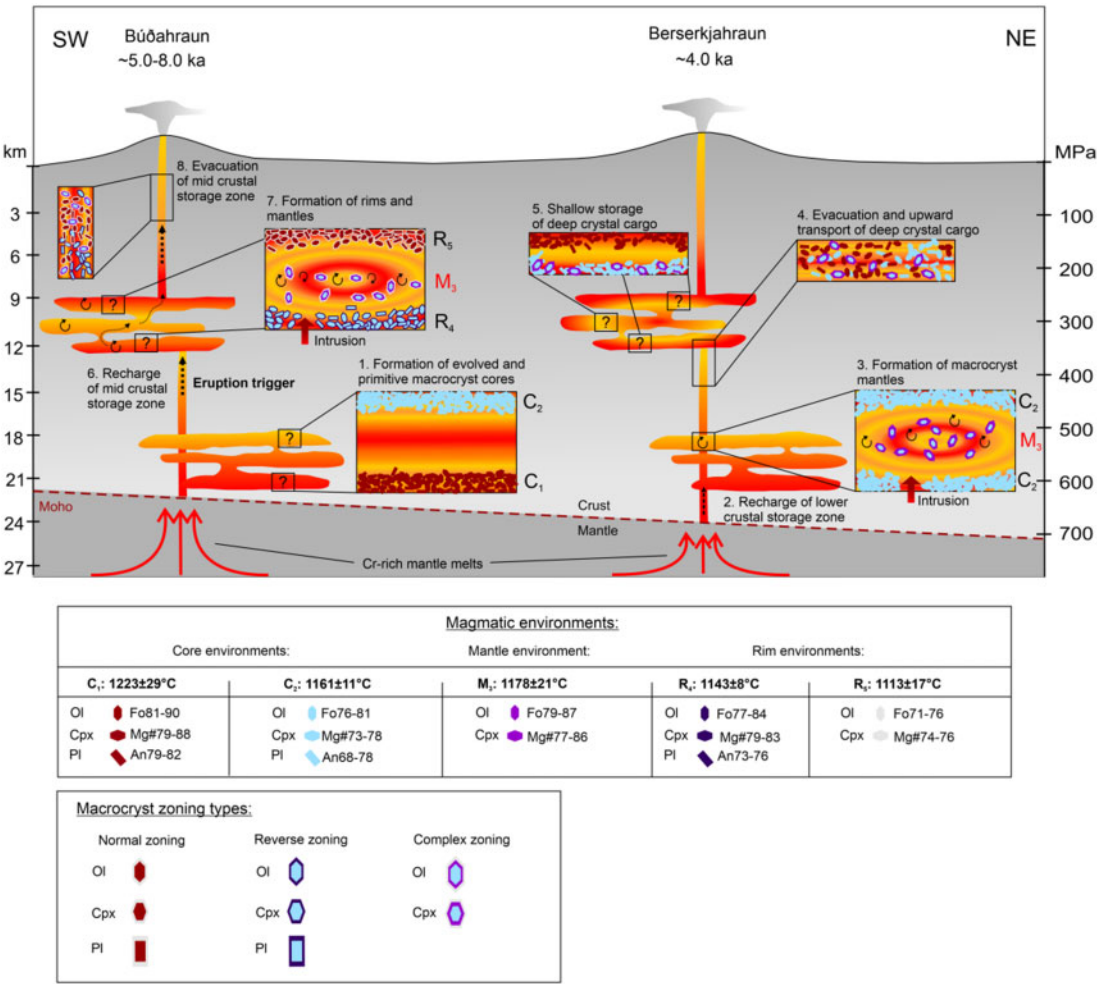 SW
Búðahraun
~5.0-8.0 ka
Berserkjahraun
~4.0 ka
NE
km
3
6
9
12
15
18
21
24
27
MPa
100
200
300
400
500
600
700
8. Evacuation
of mid crustal
storage zone
7. Formation of rims and
mantles
R5
M3
R4
Intrusion
?
?
6. Recharge
of mid crustal
storage zone
Eruption trigger
1. Formation of evolved and
primitive macrocryst cores
C2
C1
?
?
5. Shallow storage
of deep crystal cargo
4. Evacuation and upward
transport of deep crystal cargo
?
?
?
3. Formation of macrocryst
mantles
C2
M3
C2
Intrusion
2. Recharge of lower
crustal storage zone
Moho
Crust
Mantle
Cr-rich mantle melts
Magmatic environments:
Core environments:
Mantle environment:
Rim environments:
C1: 1223±29°C
C2: 1161±11°C
M3: 1178±21°C
R4: 1143±8°C
R5: 1113±17°C
Ol Fo81-90
Cpx Mg#79-88
Pl An79-82
Ol Fo76-81
Cpx Mg#73-78
Pl An68-78
Ol Fo79-87
Cpx Mg#77-86
Ol Fo77-84
Cpx Mg#79-83
Pl An73-76
Ol Fo71-76
Cpx Mg#74-76
Macrocryst zoning types:
Normal zoning
Reverse zoning
Complex zoning
Ol
Cpx
Pl
Ol
Cpx
Pl
Ol
Cpx